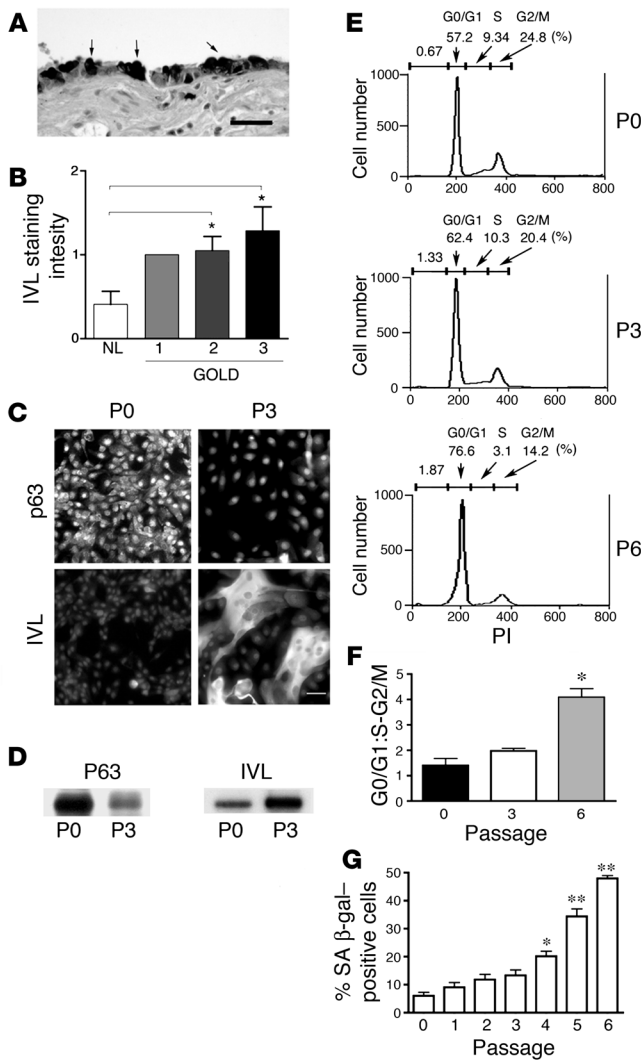 A
B
IVL staining
intesity
2
1
0
*
*
NL
1
2
3
GOLD
C
P0
P3
p63
IVL
D
P63
IVL
P0
P3
P0
P3
E
G0/G1 S G2/M
0.67 57.2 9.34 24.8 (%)
Cell number
1000
500
0
0 200 400 600 800
P0
G0/G1 S G2/M
1.33 62.4 10.3 20.4 (%)
Cell number
1000
500
0
0 200 400 600 800
P3
G0/G1 S G2/M
1.87 76.6 3.1 14.2 (%)
Cell number
1000
500
0
0 200 400 600 800
PI
P6
F
G0/G1:S-G2/M
5
4
3
2
1
0
*
0 3 6
Passage
G
% SA β-gal–
positive cells
50
40
30
20
10
0
*
**
**
0 1 2 3 4 5 6
Passage